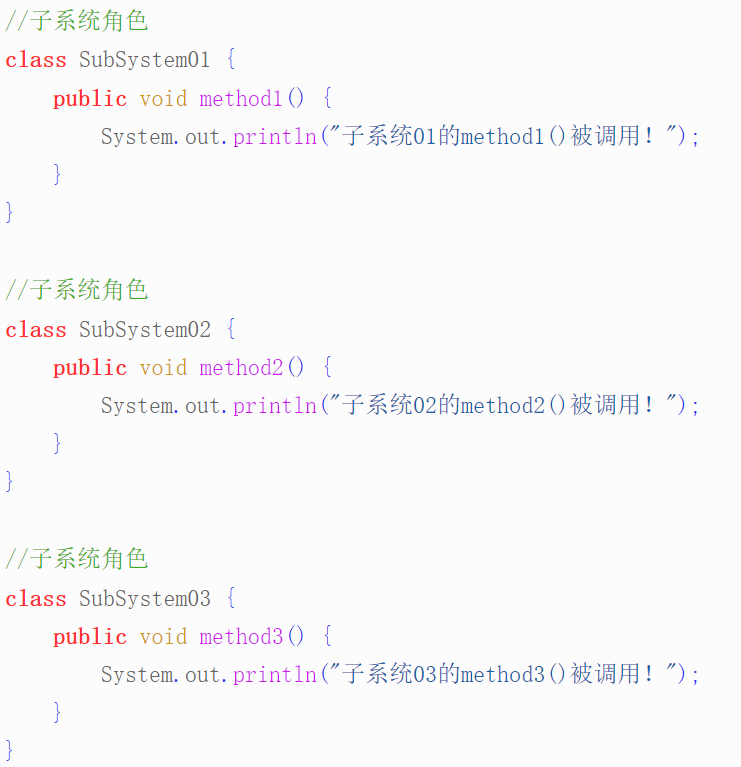 //子系统角色
class SubSystem01 {
    public void method1() {
        System.out.println("子系统01的method1()被调用！");
    }
}

//子系统角色
class SubSystem02 {
    public void method2() {
        System.out.println("子系统02的method2()被调用！");
    }
}

//子系统角色
class SubSystem03 {
    public void method3() {
        System.out.println("子系统03的method3()被调用！");
    }
}